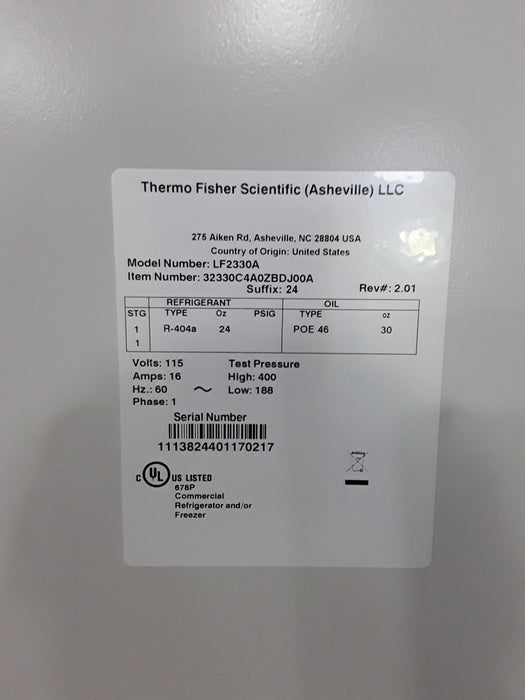 Thermo Fisher Scientific (Asheville) LLC
275 Aiken Rd, Asheville, NC 28804 USA
Country of Origin: United States
Model Number: LF2330A
Item Number: 32330C4A0ZBDJ00A
Suffix: 24 Rev#: 2.01
REFRIGERANT OIL
STG TYPE Oz PSIG TYPE OZ
1 R-404a 24 POE 46 30
1
Volts: 115 Test Pressure
Amps: 16 High: 400
Hz.: 60 ~ Low: 188
Phase: 1
Serial Number
1113824401170217
C UL US LISTED
678P
Commercial
Refrigerator and/or
Freezer